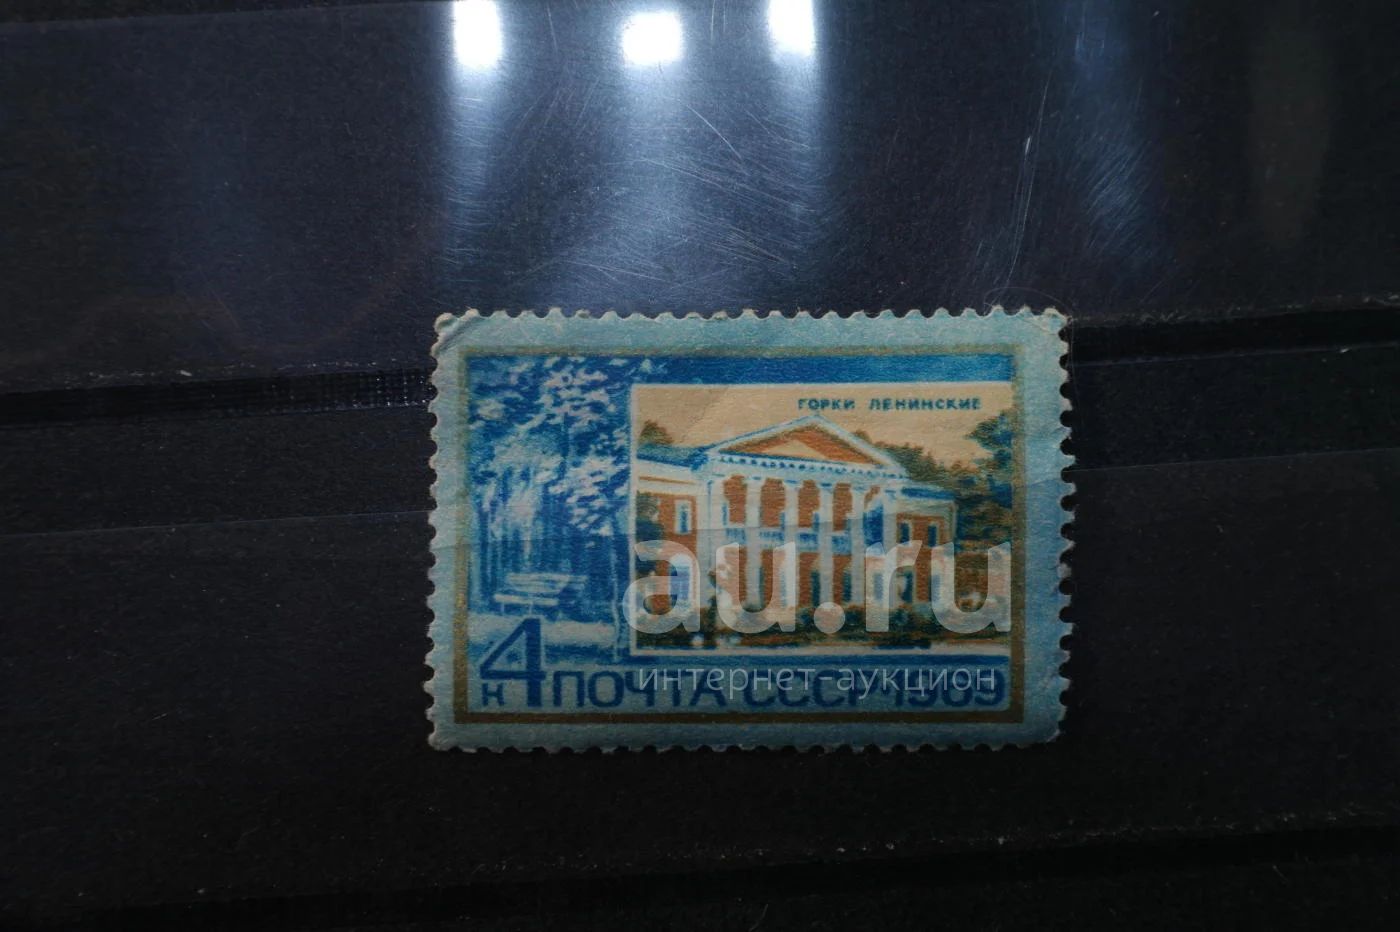 ГОРКИ ЛЕНИНСКИЕ
au.ru
интернет-аукцион
4 к ПОЧТА СССР 1969